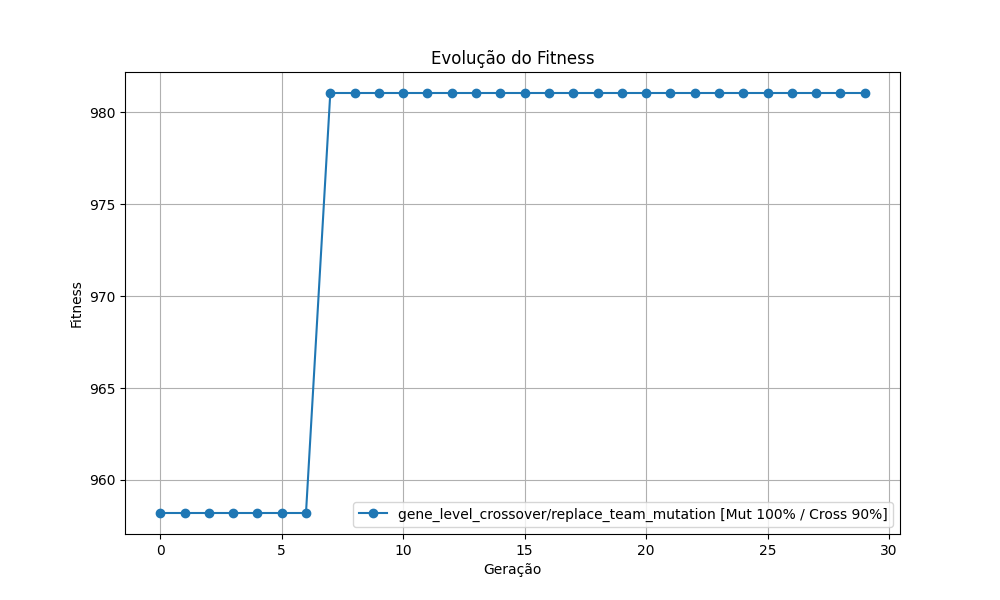 Evolução do Fitness
Fitness
980
975
970
965
960
0 5 10 15 20 25 30
Geração
gene_level_crossover/replace_team_mutation [Mut 100% / Cross 90%]